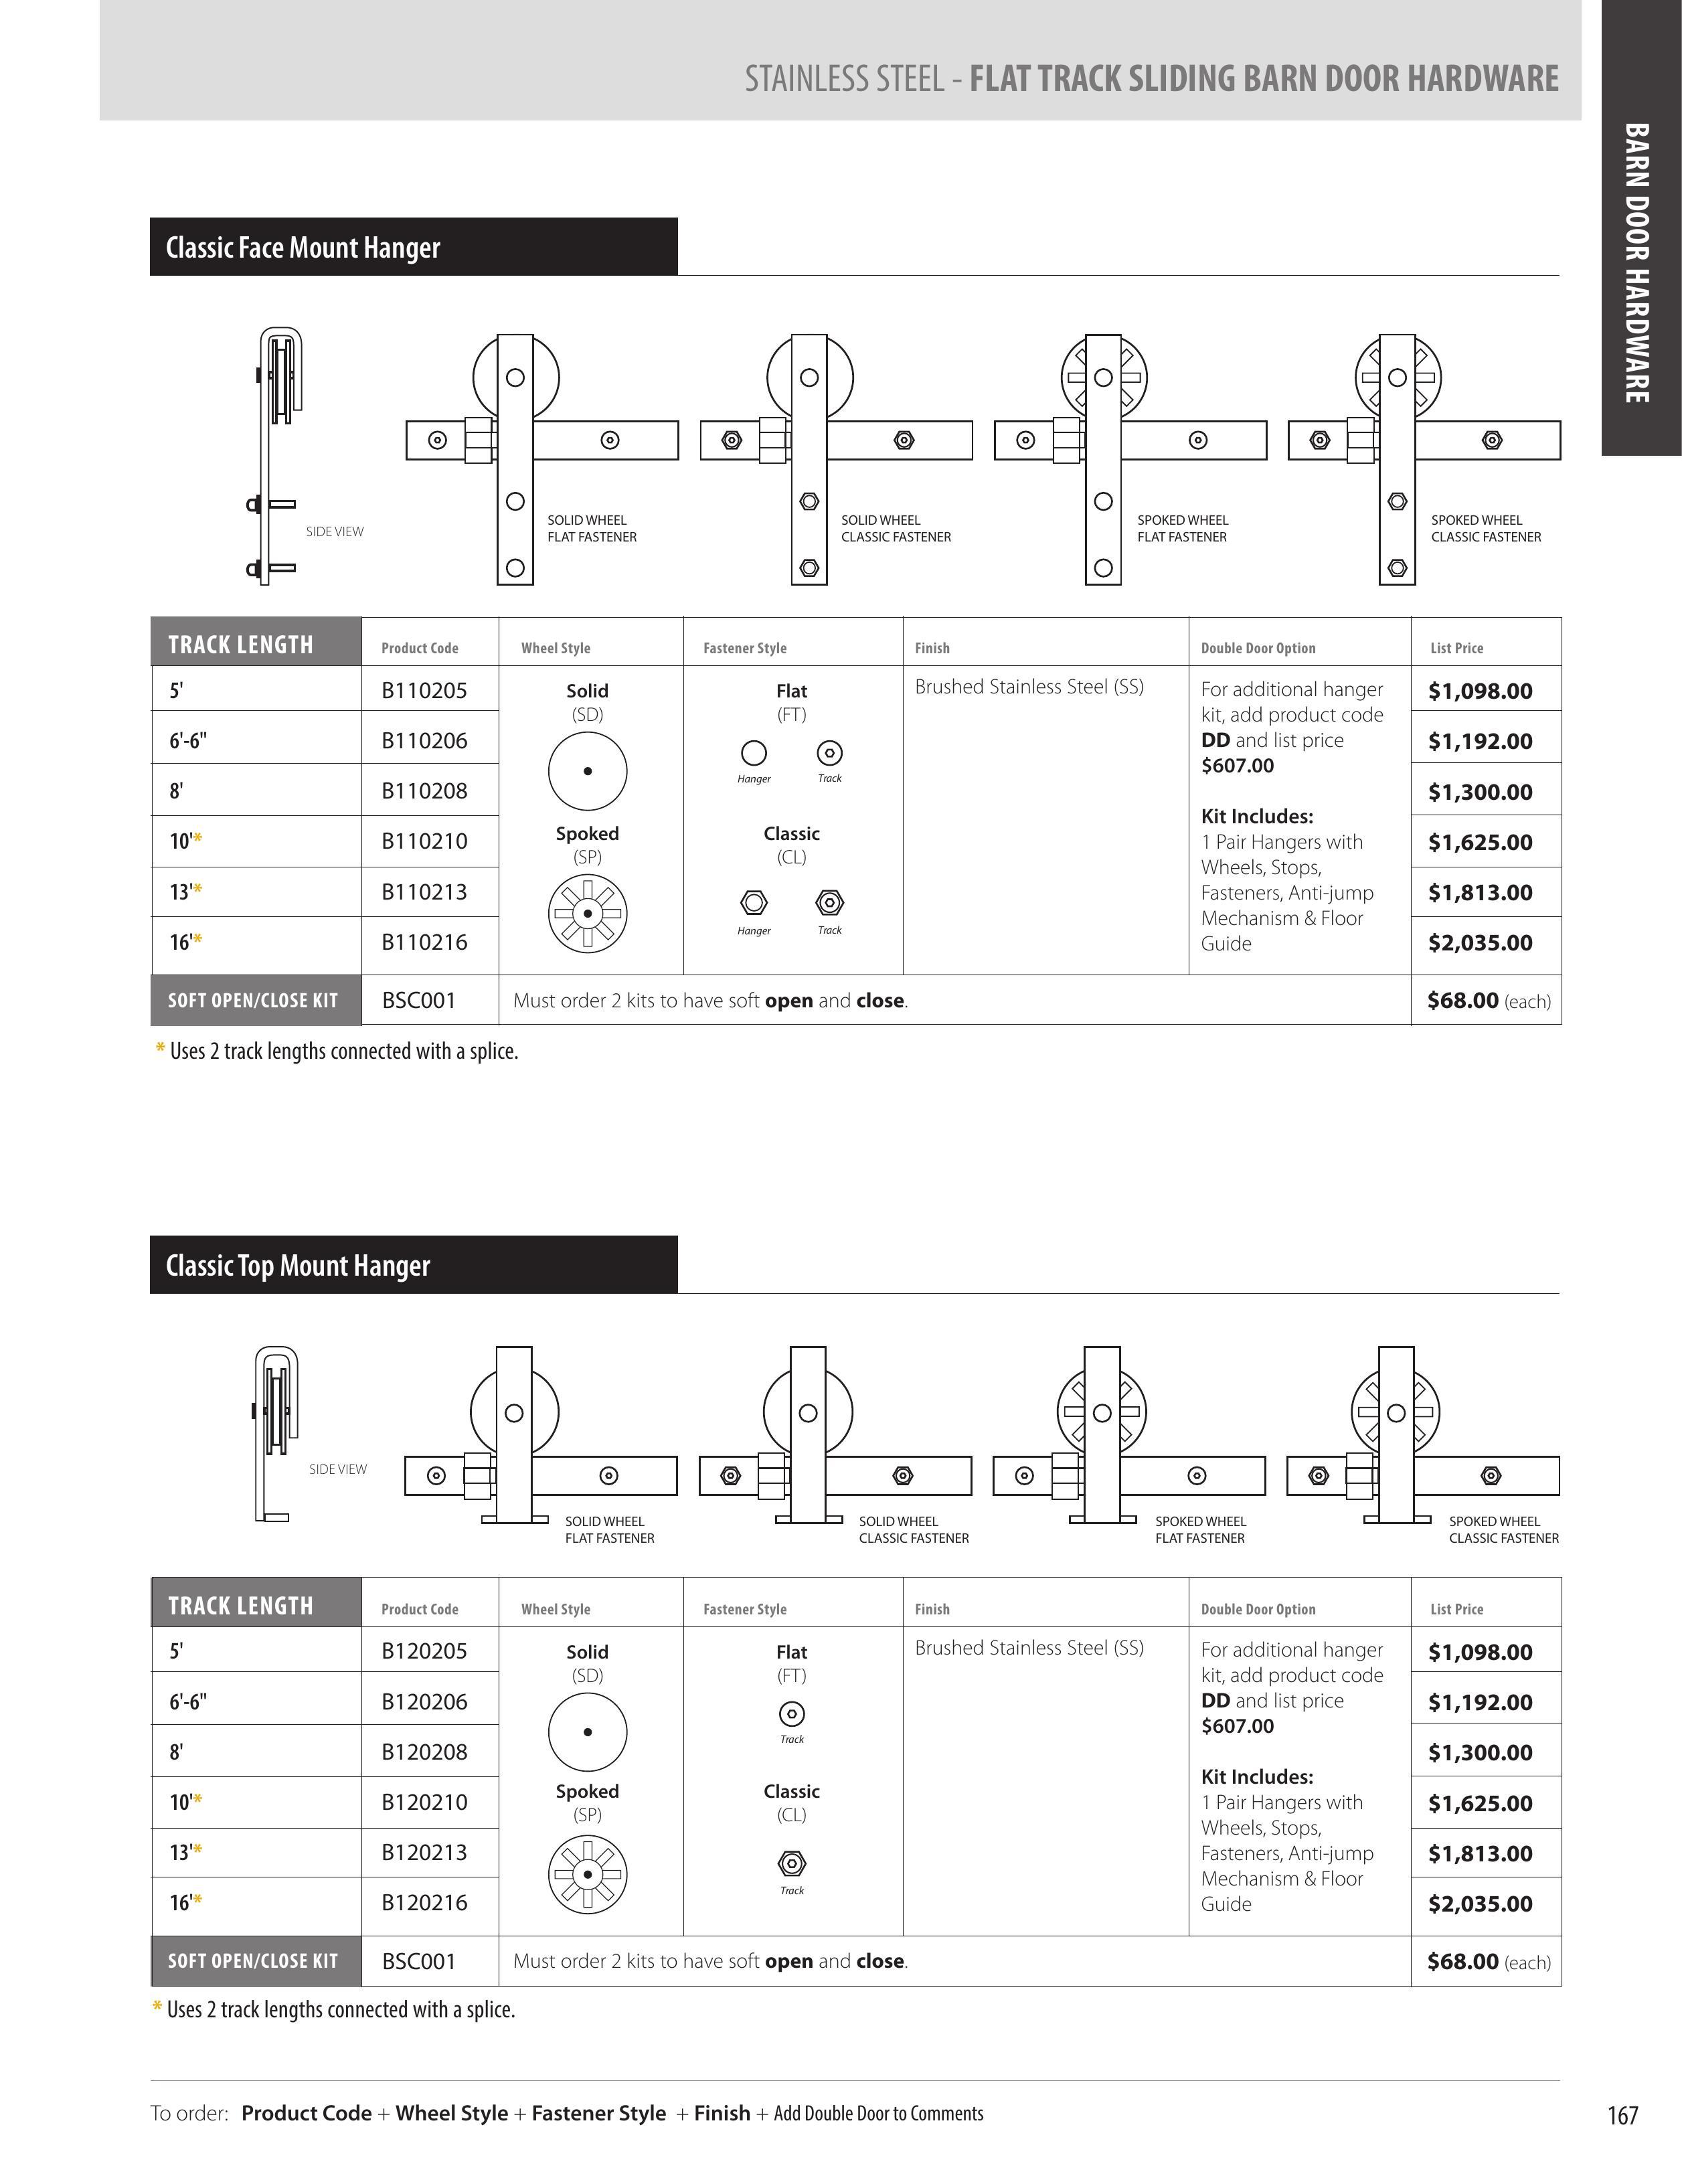 STAINLESS STEEL - FLAT TRACK SLIDING BARN DOOR HARDWARE
BARN DOOR HARDWARE
Classic Face Mount Hanger
SIDE VIEW
SOLID WHEEL
FLAT FASTENER
SOLID WHEEL
CLASSIC FASTENER
SPOKED WHEEL
FLAT FASTENER
SPOKED WHEEL
CLASSIC FASTENER
TRACK LENGTH Product Code Wheel Style Fastener Style Finish Double Door Option List Price
5' B110205 $1,098.00
6'-6" B110206 $1,192.00
8' B110208 $1,300.00
10'* B110210 $1,625.00
13'* B110213 $1,813.00
16'* B110216 $2,035.00
Solid
(SD)
Spoked
(SP)
Flat
(FT)
Hanger Track
Classic
(CL)
Hanger Track
Brushed Stainless Steel (SS)
For additional hanger
kit, add product code
DD and list price
$607.00
Kit Includes:
1 Pair Hangers with
Wheels, Stops,
Fasteners, Anti-jump
Mechanism & Floor
Guide
SOFT OPEN/CLOSE KIT BSC001 Must order 2 kits to have soft open and close. $68.00 (each)
* Uses 2 track lengths connected with a splice.
Classic Top Mount Hanger
SIDE VIEW
SOLID WHEEL
FLAT FASTENER
SOLID WHEEL
CLASSIC FASTENER
SPOKED WHEEL
FLAT FASTENER
SPOKED WHEEL
CLASSIC FASTENER
TRACK LENGTH Product Code Wheel Style Fastener Style Finish Double Door Option List Price
5' B120205 $1,098.00
6'-6" B120206 $1,192.00
8' B120208 $1,300.00
10'* B120210 $1,625.00
13'* B120213 $1,813.00
16'* B120216 $2,035.00
Solid
(SD)
Spoked
(SP)
Flat
(FT)
Track
Classic
(CL)
Track
Brushed Stainless Steel (SS)
For additional hanger
kit, add product code
DD and list price
$607.00
Kit Includes:
1 Pair Hangers with
Wheels, Stops,
Fasteners, Anti-jump
Mechanism & Floor
Guide
SOFT OPEN/CLOSE KIT BSC001 Must order 2 kits to have soft open and close. $68.00 (each)
* Uses 2 track lengths connected with a splice.
To order: Product Code + Wheel Style + Fastener Style + Finish + Add Double Door to Comments
167